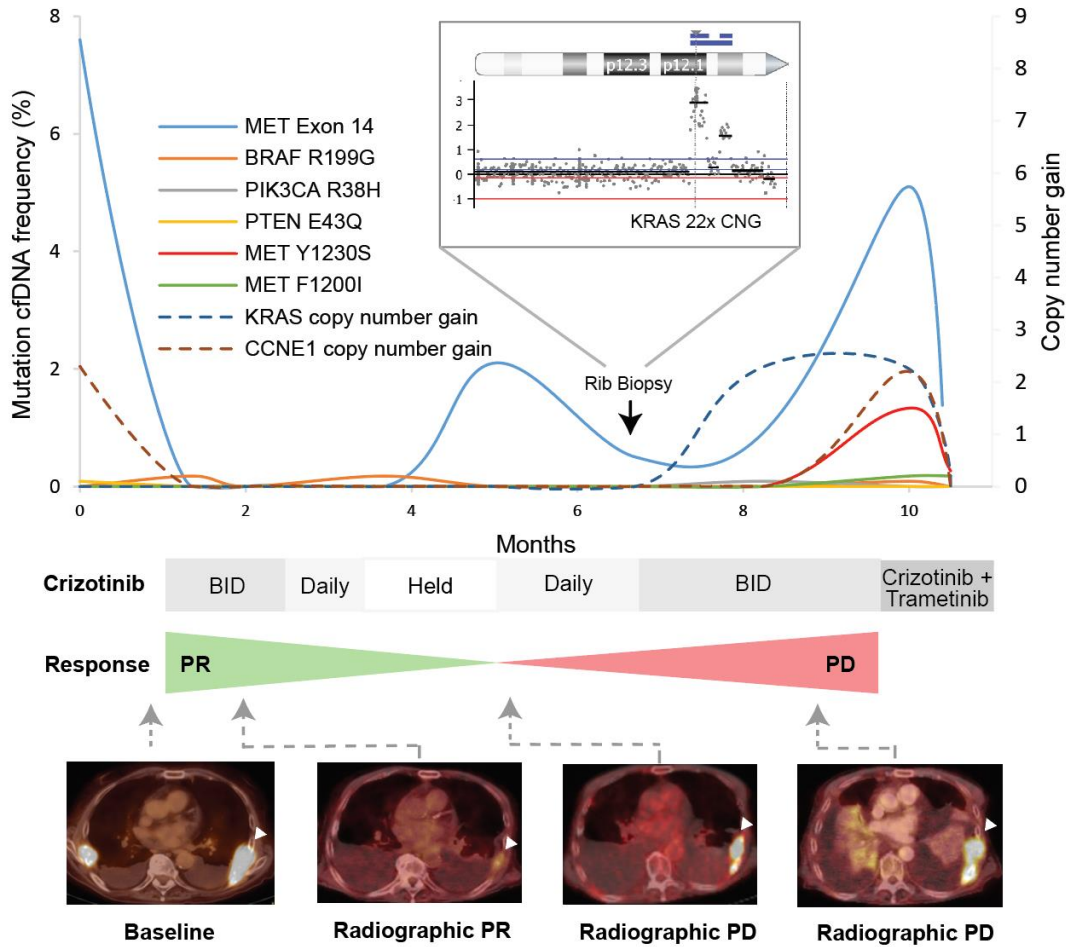 8
6
4
2
0
Mutation cfDNA frequency (%)
MET Exon 14
BRAF R199G
PIK3CA R38H
PTEN E43Q
MET Y1230S
MET F1200I
KRAS copy number gain
CCNE1 copy number gain
p12.3 p12.1
3
2
1
0
-1
KRAS 22x CNG
Rib Biopsy
9
8
7
6
5
4
3
2
1
0
Copy number gain
0 2 4 6 8 10
Months
Crizotinib BID Daily Held Daily BID Crizotinib +
Trametinib
Response PR PD
Baseline Radiographic PR Radiographic PD Radiographic PD